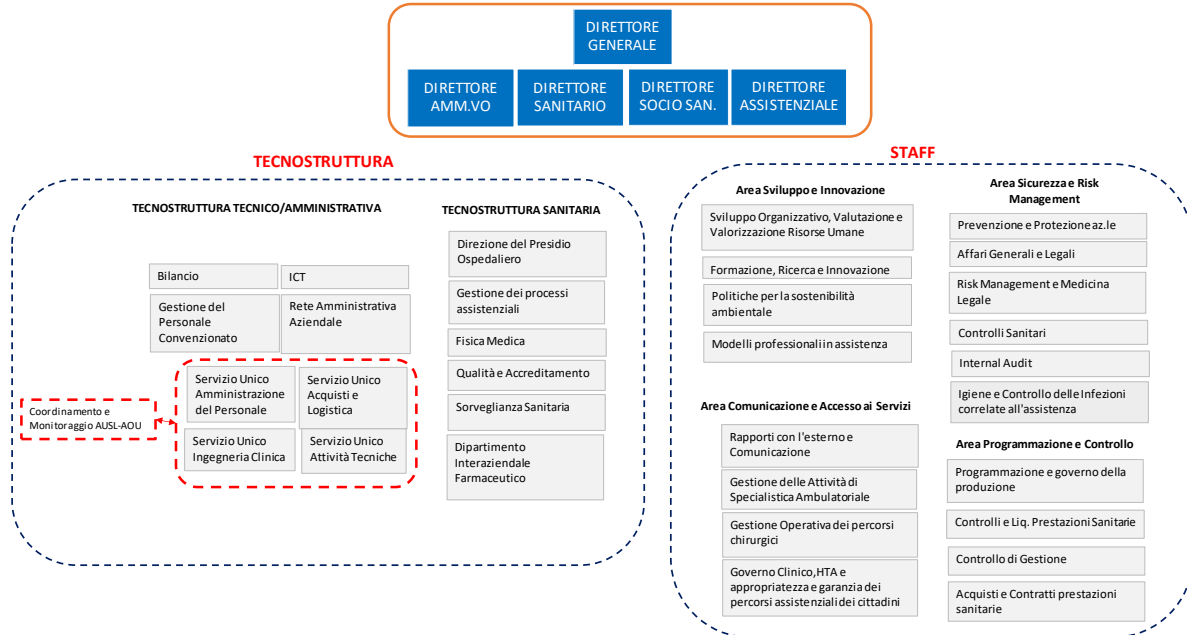 DIRETTORE
GENERALE
DIRETTORE
AMM.VO
DIRETTORE
SANITARIO
DIRETTORE
SOCIO SAN.
DIRETTORE
ASSISTENZIALE
TECNOSTRUTTURA
TECNOSTRUTTURA TECNICO/AMMINISTRATIVA
Bilancio
ICT
Gestione del
Personale
Convenzionato
Rete Amministrativa
Aziendale
Servizio Unico
Amministrazione
del Personale
Servizio Unico
Acquisti e
Logistica
Servizio Unico
Ingegneria Clinica
Servizio Unico
Attività Tecniche
Coordinamento e
Monitoraggio AUSL-AOU
TECNOSTRUTTURA SANITARIA
Direzione del Presidio
Ospedaliero
Gestione dei processi
assistenziali
Fisica Medica
Qualità e Accreditamento
Sorveglianza Sanitaria
Dipartimento
Interaziendale
Farmaceutico
STAFF
Area Sviluppo e Innovazione
Sviluppo Organizzativo, Valutazione e
Valorizzazione Risorse Umane
Formazione, Ricerca e Innovazione
Politiche per la sostenibilità
ambientale
Modelli professionali in assistenza
Area Comunicazione e Accesso ai Servizi
Rapporti con l'esterno e
Comunicazione
Gestione delle Attività di
Specialistica Ambulatoriale
Gestione Operativa dei percorsi
chirurgici
Governo Clinico,HTA e
appropriatezza e garanzia dei
percorsi assistenziali dei cittadini
Area Sicurezza e Risk
Management
Prevenzione e Protezione az.le
Affari Generali e Legali
Risk Management e Medicina
Legale
Controlli Sanitari
Internal Audit
Igiene e Controllo delle Infezioni
correlate all'assistenza
Area Programmazione e Controllo
Programmazione e governo della
produzione
Controlli e Liq. Prestazioni Sanitarie
Controllo di Gestione
Acquisti e Contratti prestazioni
sanitarie